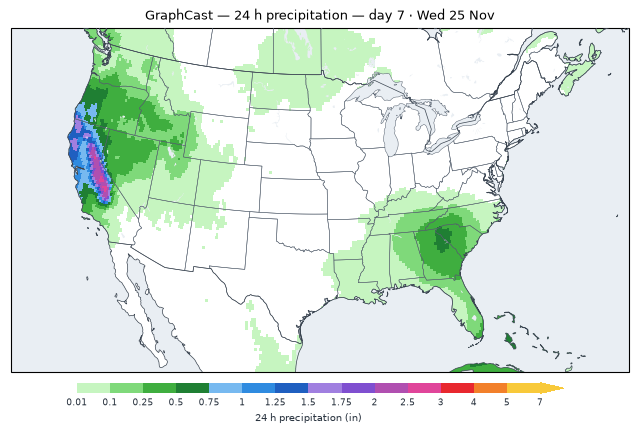 GraphCast — 24 h precipitation — day 7 · Wed 25 Nov
0.01 0.1 0.25 0.5 0.75 1 1.25 1.5 1.75 2 2.5 3 4 5 7
24 h precipitation (in)